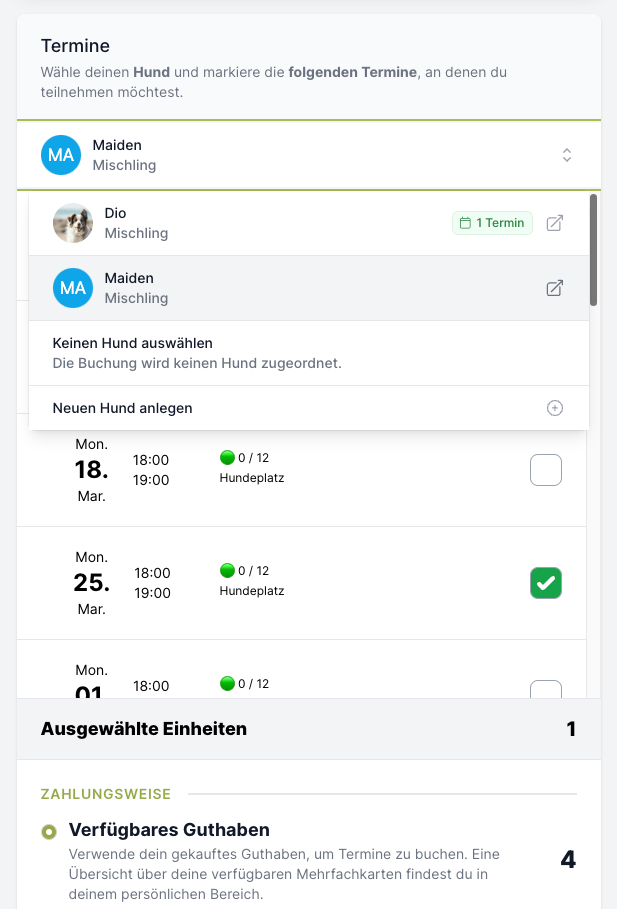 Termine
Wähle deinen Hund und markiere die folgenden Termine, an denen du
teilnehmen möchtest.
MA
Maiden
Mischling
Dio
Mischling
1 Termin
MA
Maiden
Mischling
Keinen Hund auswählen
Die Buchung wird keinen Hund zugeordnet.
Neuen Hund anlegen
Mon.
18.
Mar.
18:00
19:00
0 / 12
Hundeplatz
Mon.
25.
Mar.
18:00
19:00
0 / 12
Hundeplatz
Mon.
01.
18:00
0 / 12
Ausgewählte Einheiten
1
ZAHLUNGSWEISE
Verfügbares Guthaben
Verwende dein gekauftes Guthaben, um Termine zu buchen. Eine
Übersicht über deine verfügbaren Mehrfachkarten findest du in
deinem persönlichen Bereich.
4